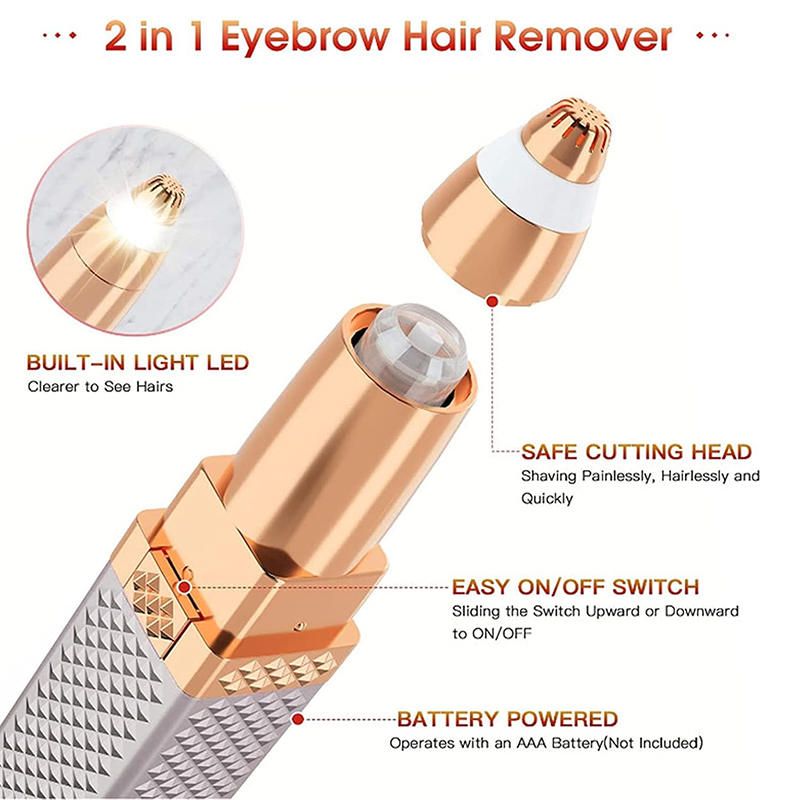 2 in 1 Eyebrow Hair Remover
BUILT-IN LIGHT LED
Clearer to See Hairs
SAFE CUTTING HEAD
Shaving Painlessly, Hairlessly and
Quickly
EASY ON/OFF SWITCH
Sliding the Switch Upward or Downward
to ON/OFF
BATTERY POWERED
Operates with an AAA Battery(Not Included)